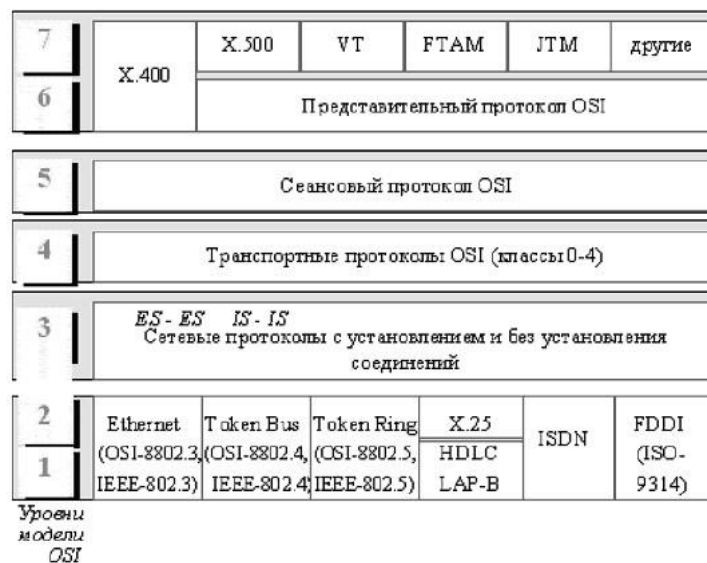 7
X.400
X.500
VT
FTAM
JTM
другие
6
Представительный протокол OSI
5
Сеансовый протокол OSI
4
Транспортные протоколы OSI (классы 0-4)
3
ES - ES IS - IS
Сетевые протоколы с установлением и без установления
соединений
2
1
Ethernet
(OSI-8802.3,
IEEE-802.3)
Token Bus
(OSI-8802.4,
IEEE-802.4)
Token Ring
(OSI-8802.5,
IEEE-802.5)
X.25
HDLC
LAP-B
ISDN
FDDI
(ISO-
9314)
Уровни
модели
OSI